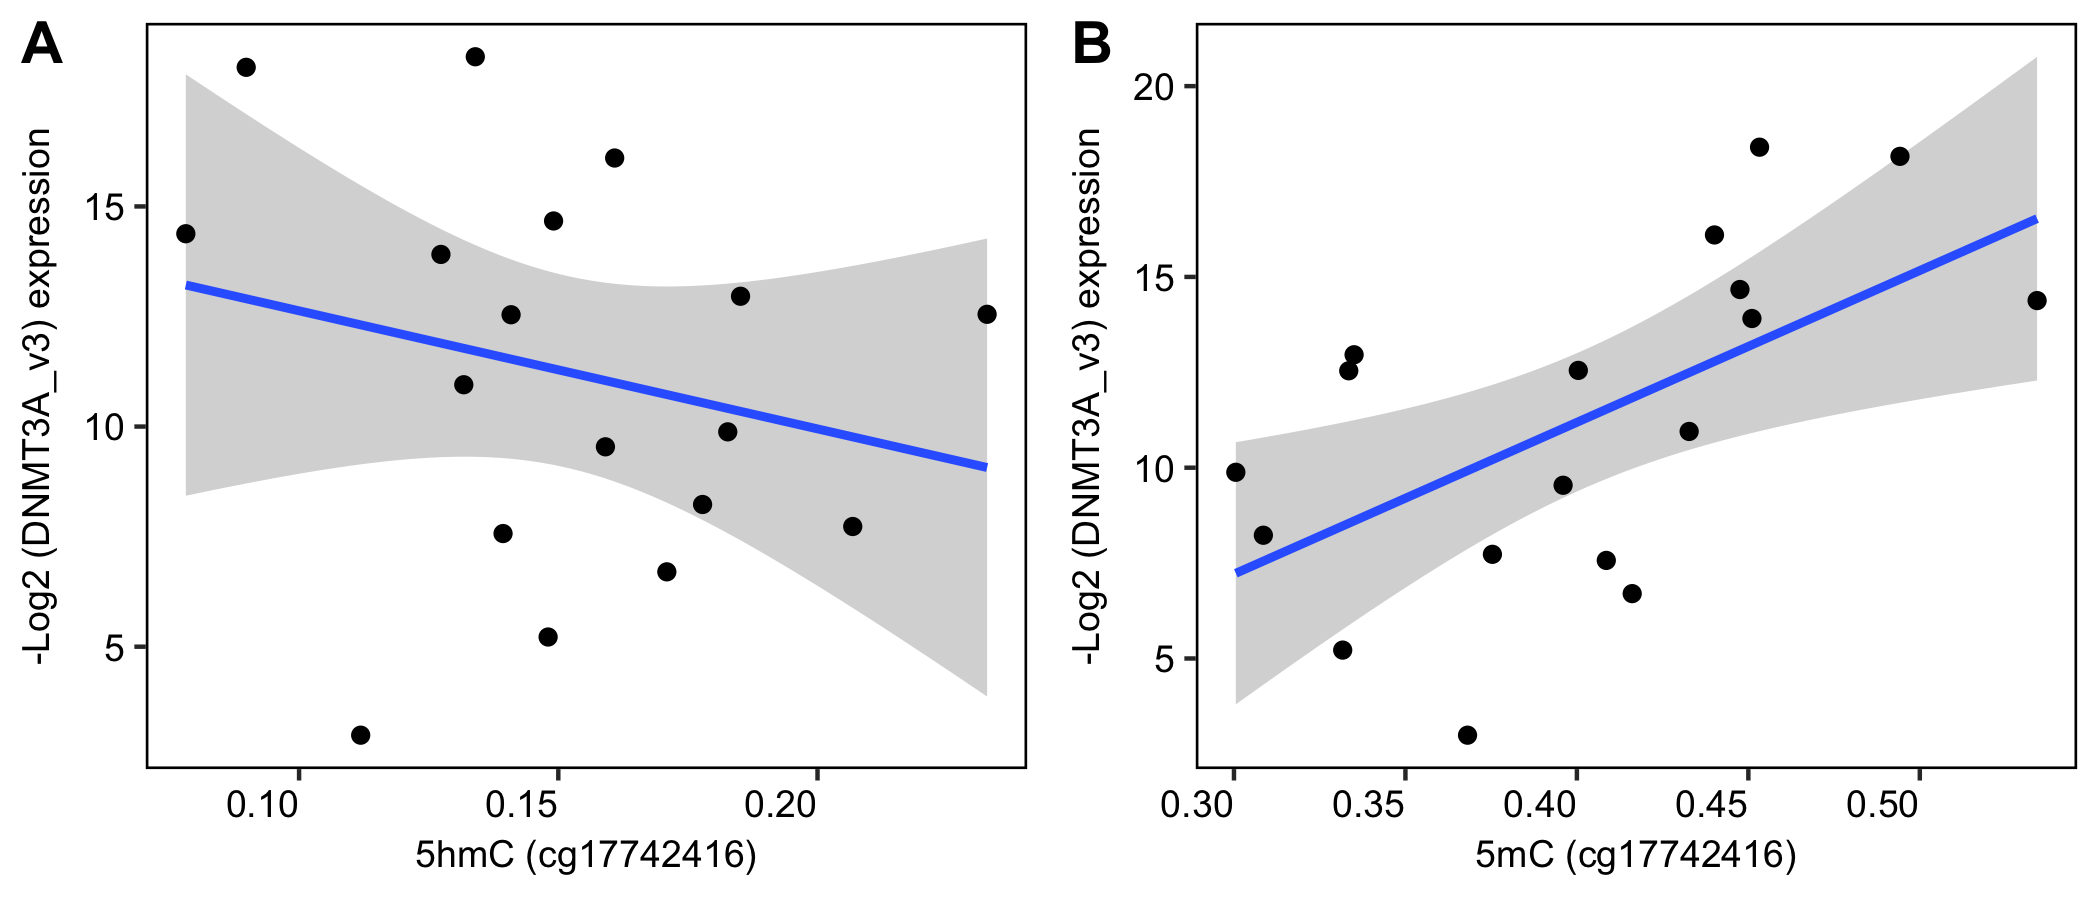 A
-Log2 (DNMT3A_v3) expression
15
10
5
0.10 0.15 0.20
5hmC (cg17742416)
B
-Log2 (DNMT3A_v3) expression
20
15
10
5
0.30 0.35 0.40 0.45 0.50
5mC (cg17742416)